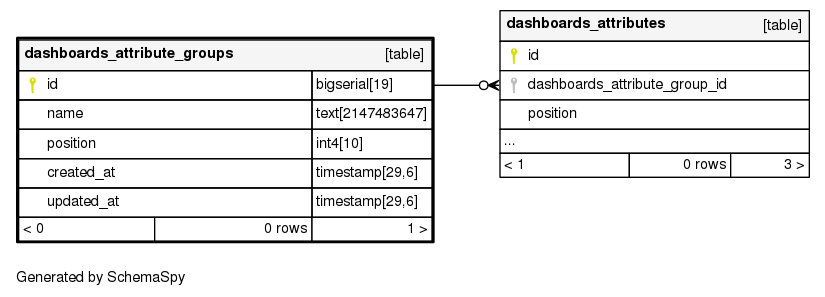 dashboards_attribute_groups [table]
id bigserial[19]
name text[2147483647]
position int4[10]
created_at timestamp[29,6]
updated_at timestamp[29,6]
< 0 0 rows 1 >
dashboards_attributes [table]
id
dashboards_attribute_group_id
position
...
< 1 0 rows 3 >
Generated by SchemaSpy